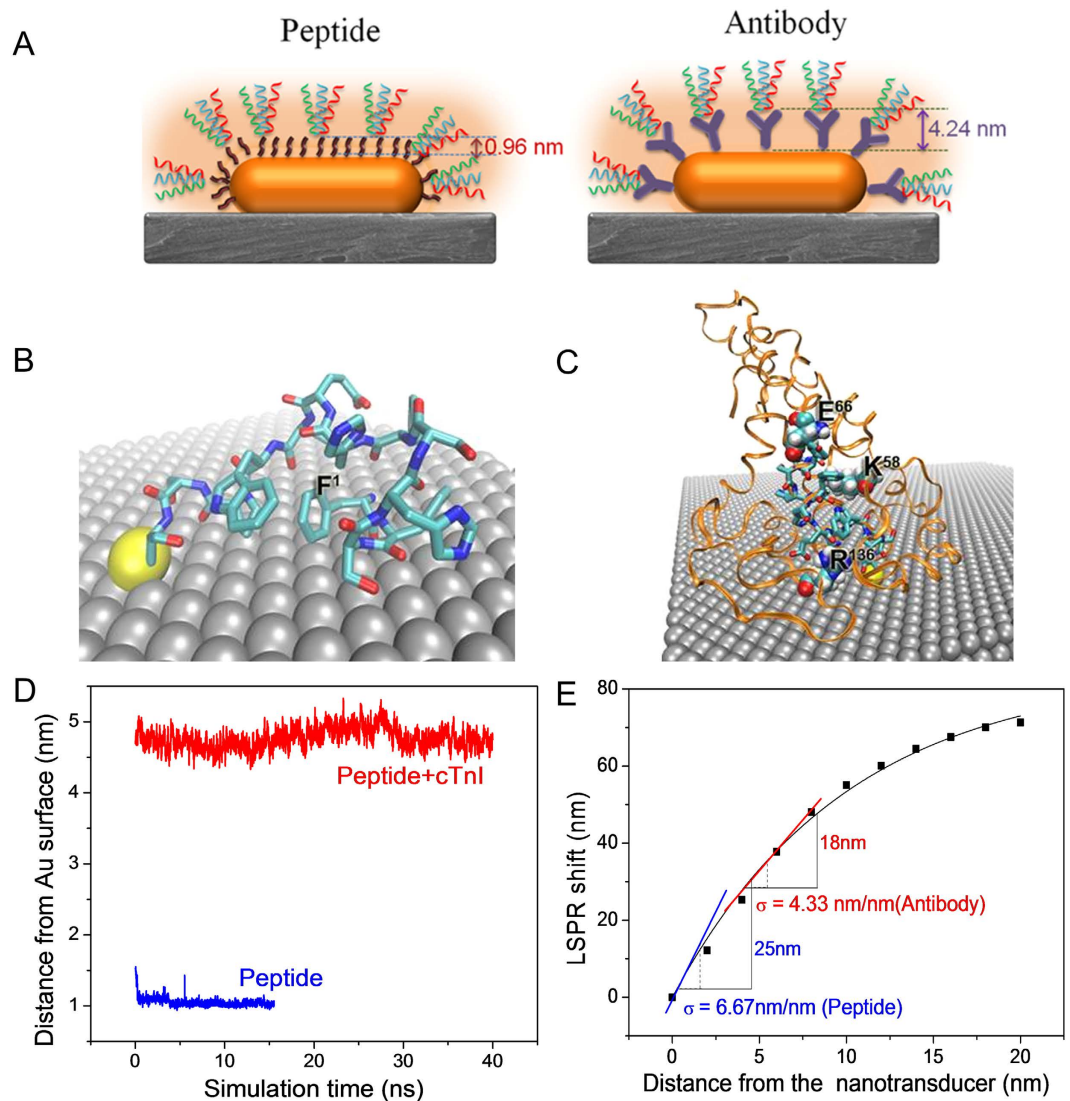 A
Peptide
Antibody
0.96 nm
4.24 nm
B
F¹
C
E⁶⁶
K⁵⁸
R¹³⁶
D
Distance from Au surface (nm)
5
4
3
2
1
Peptide+cTnI
Peptide
0 10 20 30 40
Simulation time (ns)
E
LSPR shift (nm)
80
60
40
20
0
18nm
σ = 4.33 nm/nm(Antibody)
25nm
σ = 6.67nm/nm (Peptide)
0 5 10 15 20
Distance from the nanotransducer (nm)